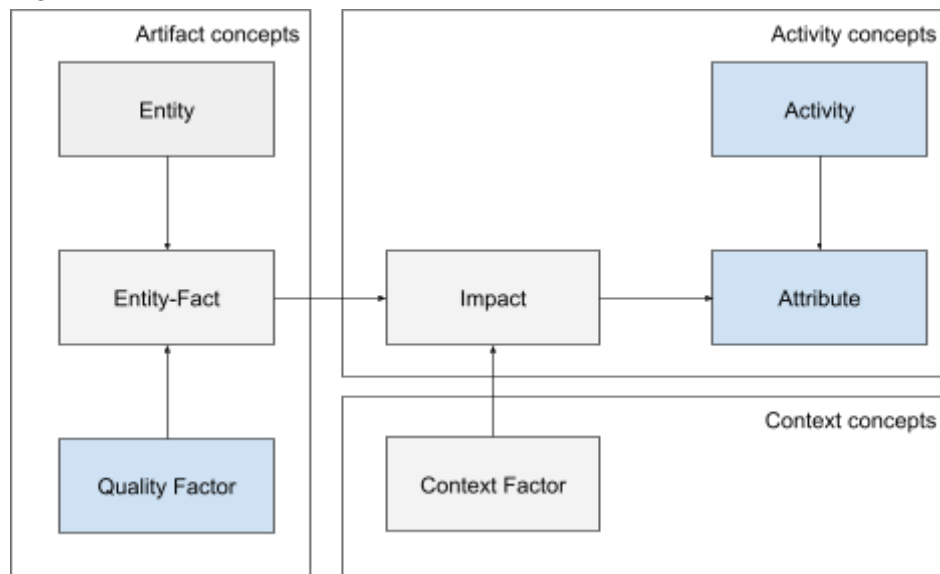 Artifact concepts
Activity concepts
Entity
Activity
Entity-Fact
Impact
Attribute
Context concepts
Quality Factor
Context Factor